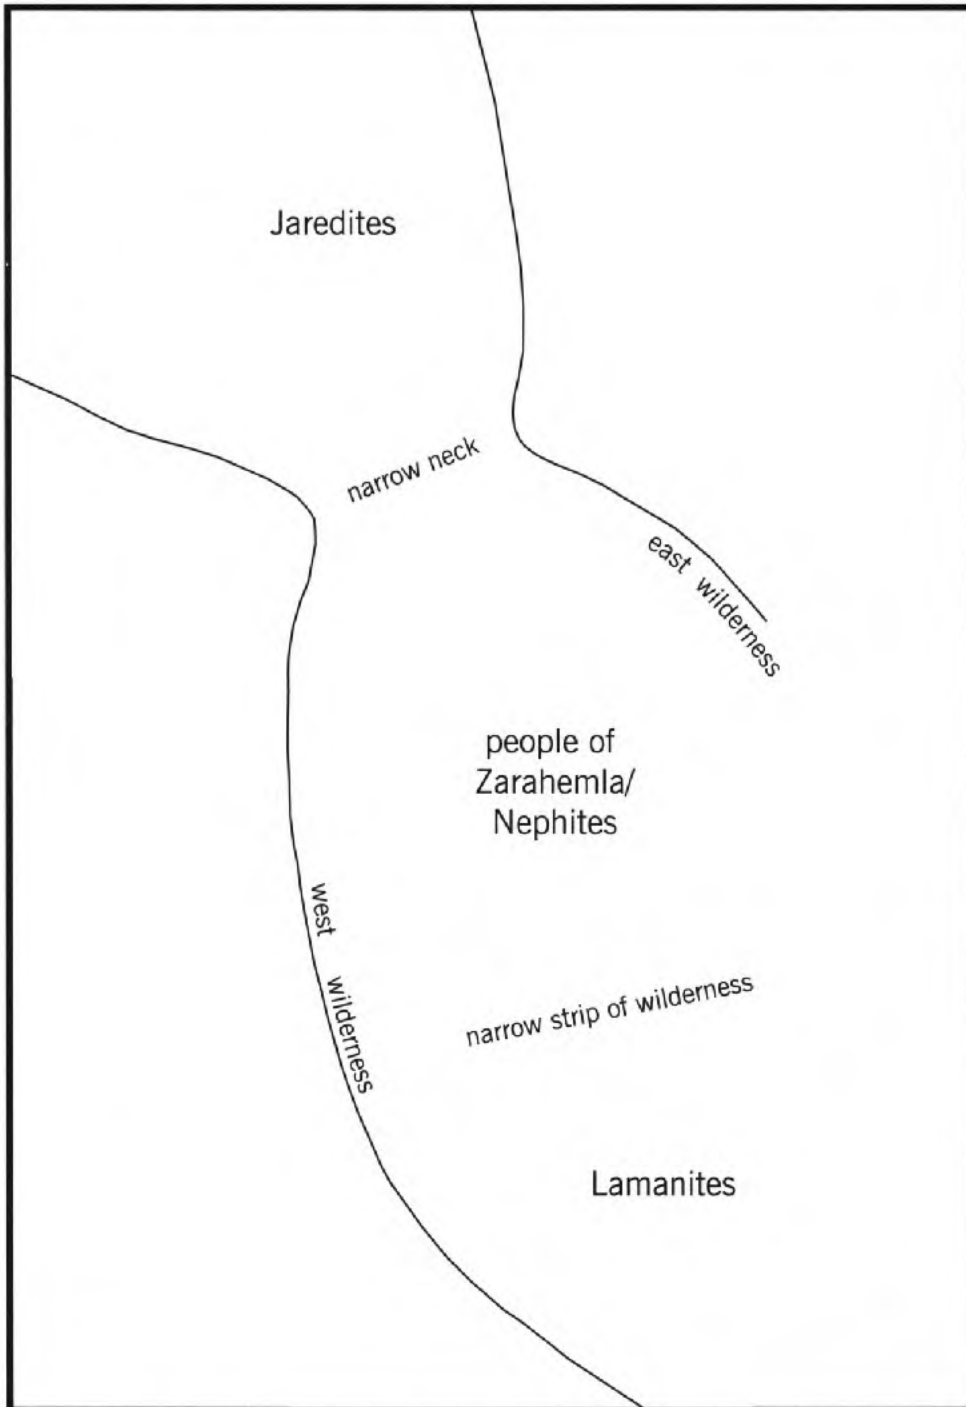 Jaredites
narrow neck
east wilderness
people of
Zarahemla/
Nephites
west wilderness
narrow strip of wilderness
Lamanites